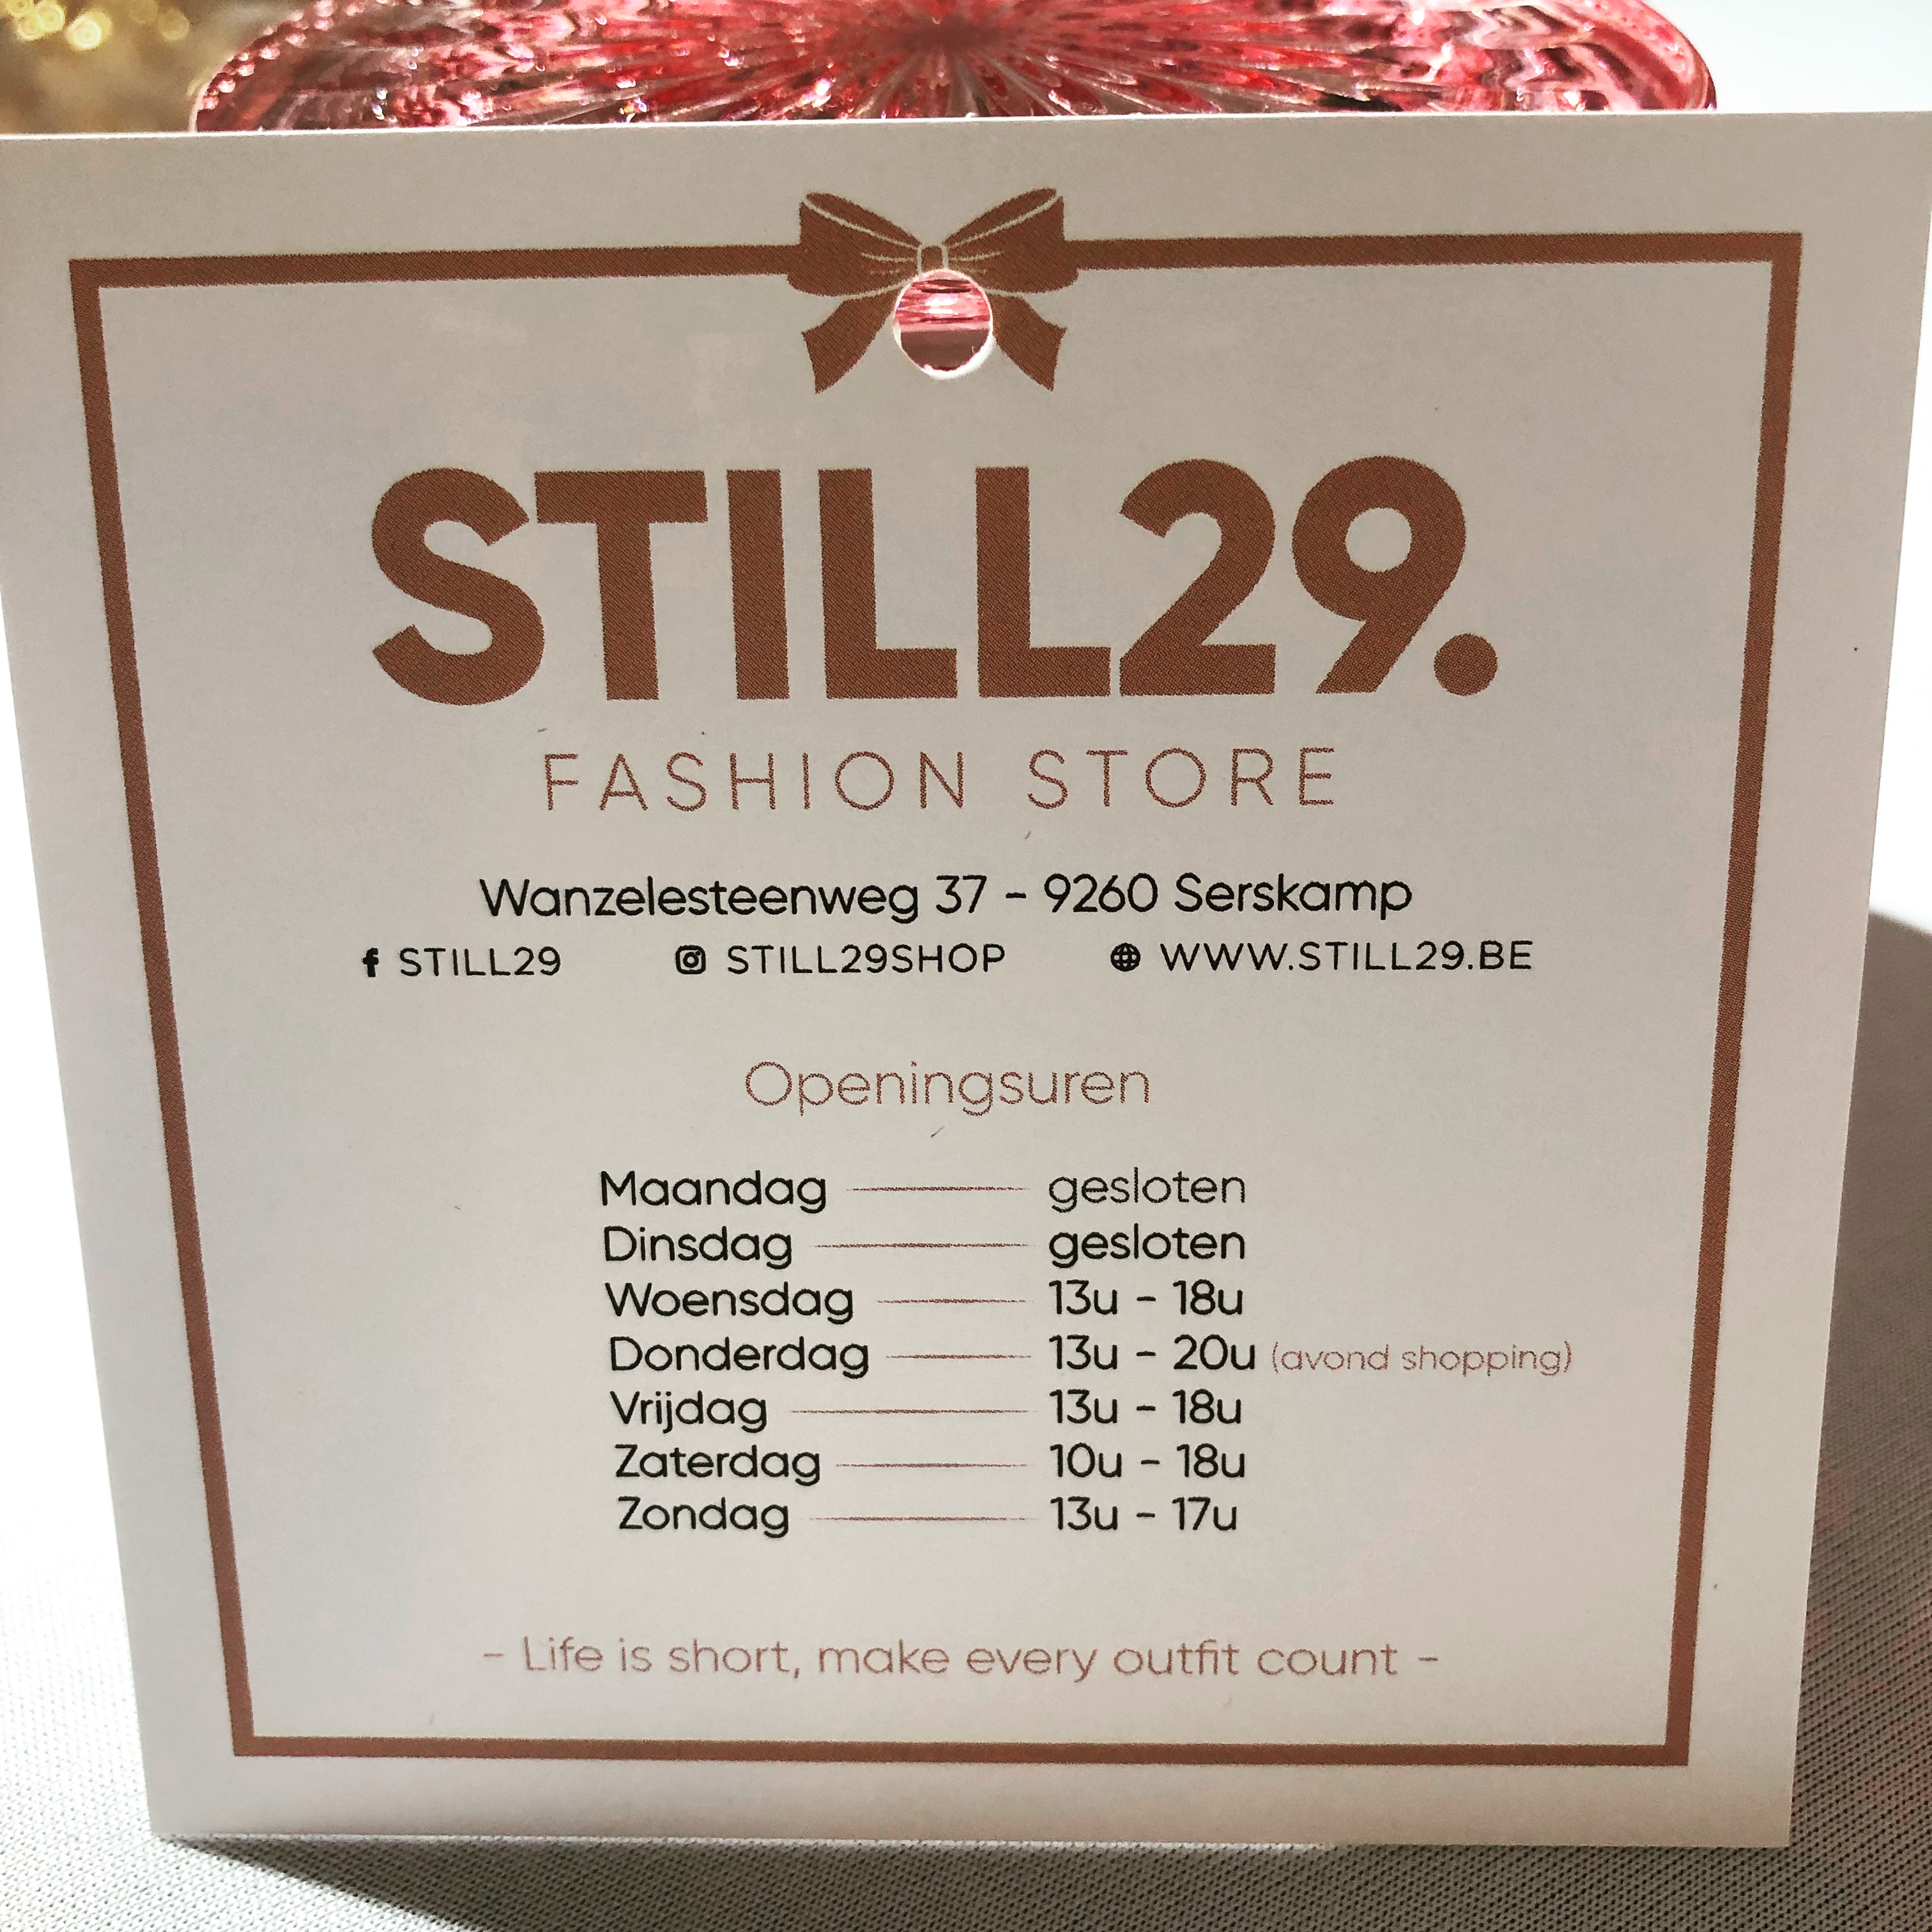 STILL29.
FASHION STORE
Wanzelesteenweg 37 - 9260 Serskamp
STILL29 STILL29SHOP WWW.STILL29.BE
Openingsuren
Maandag gesloten
Dinsdag gesloten
Woensdag 13u - 18u
Donderdag 13u - 20u (avond shopping)
Vrijdag 13u - 18u
Zaterdag 10u - 18u
Zondag 13u - 17u
- Life is short, make every outfit count -